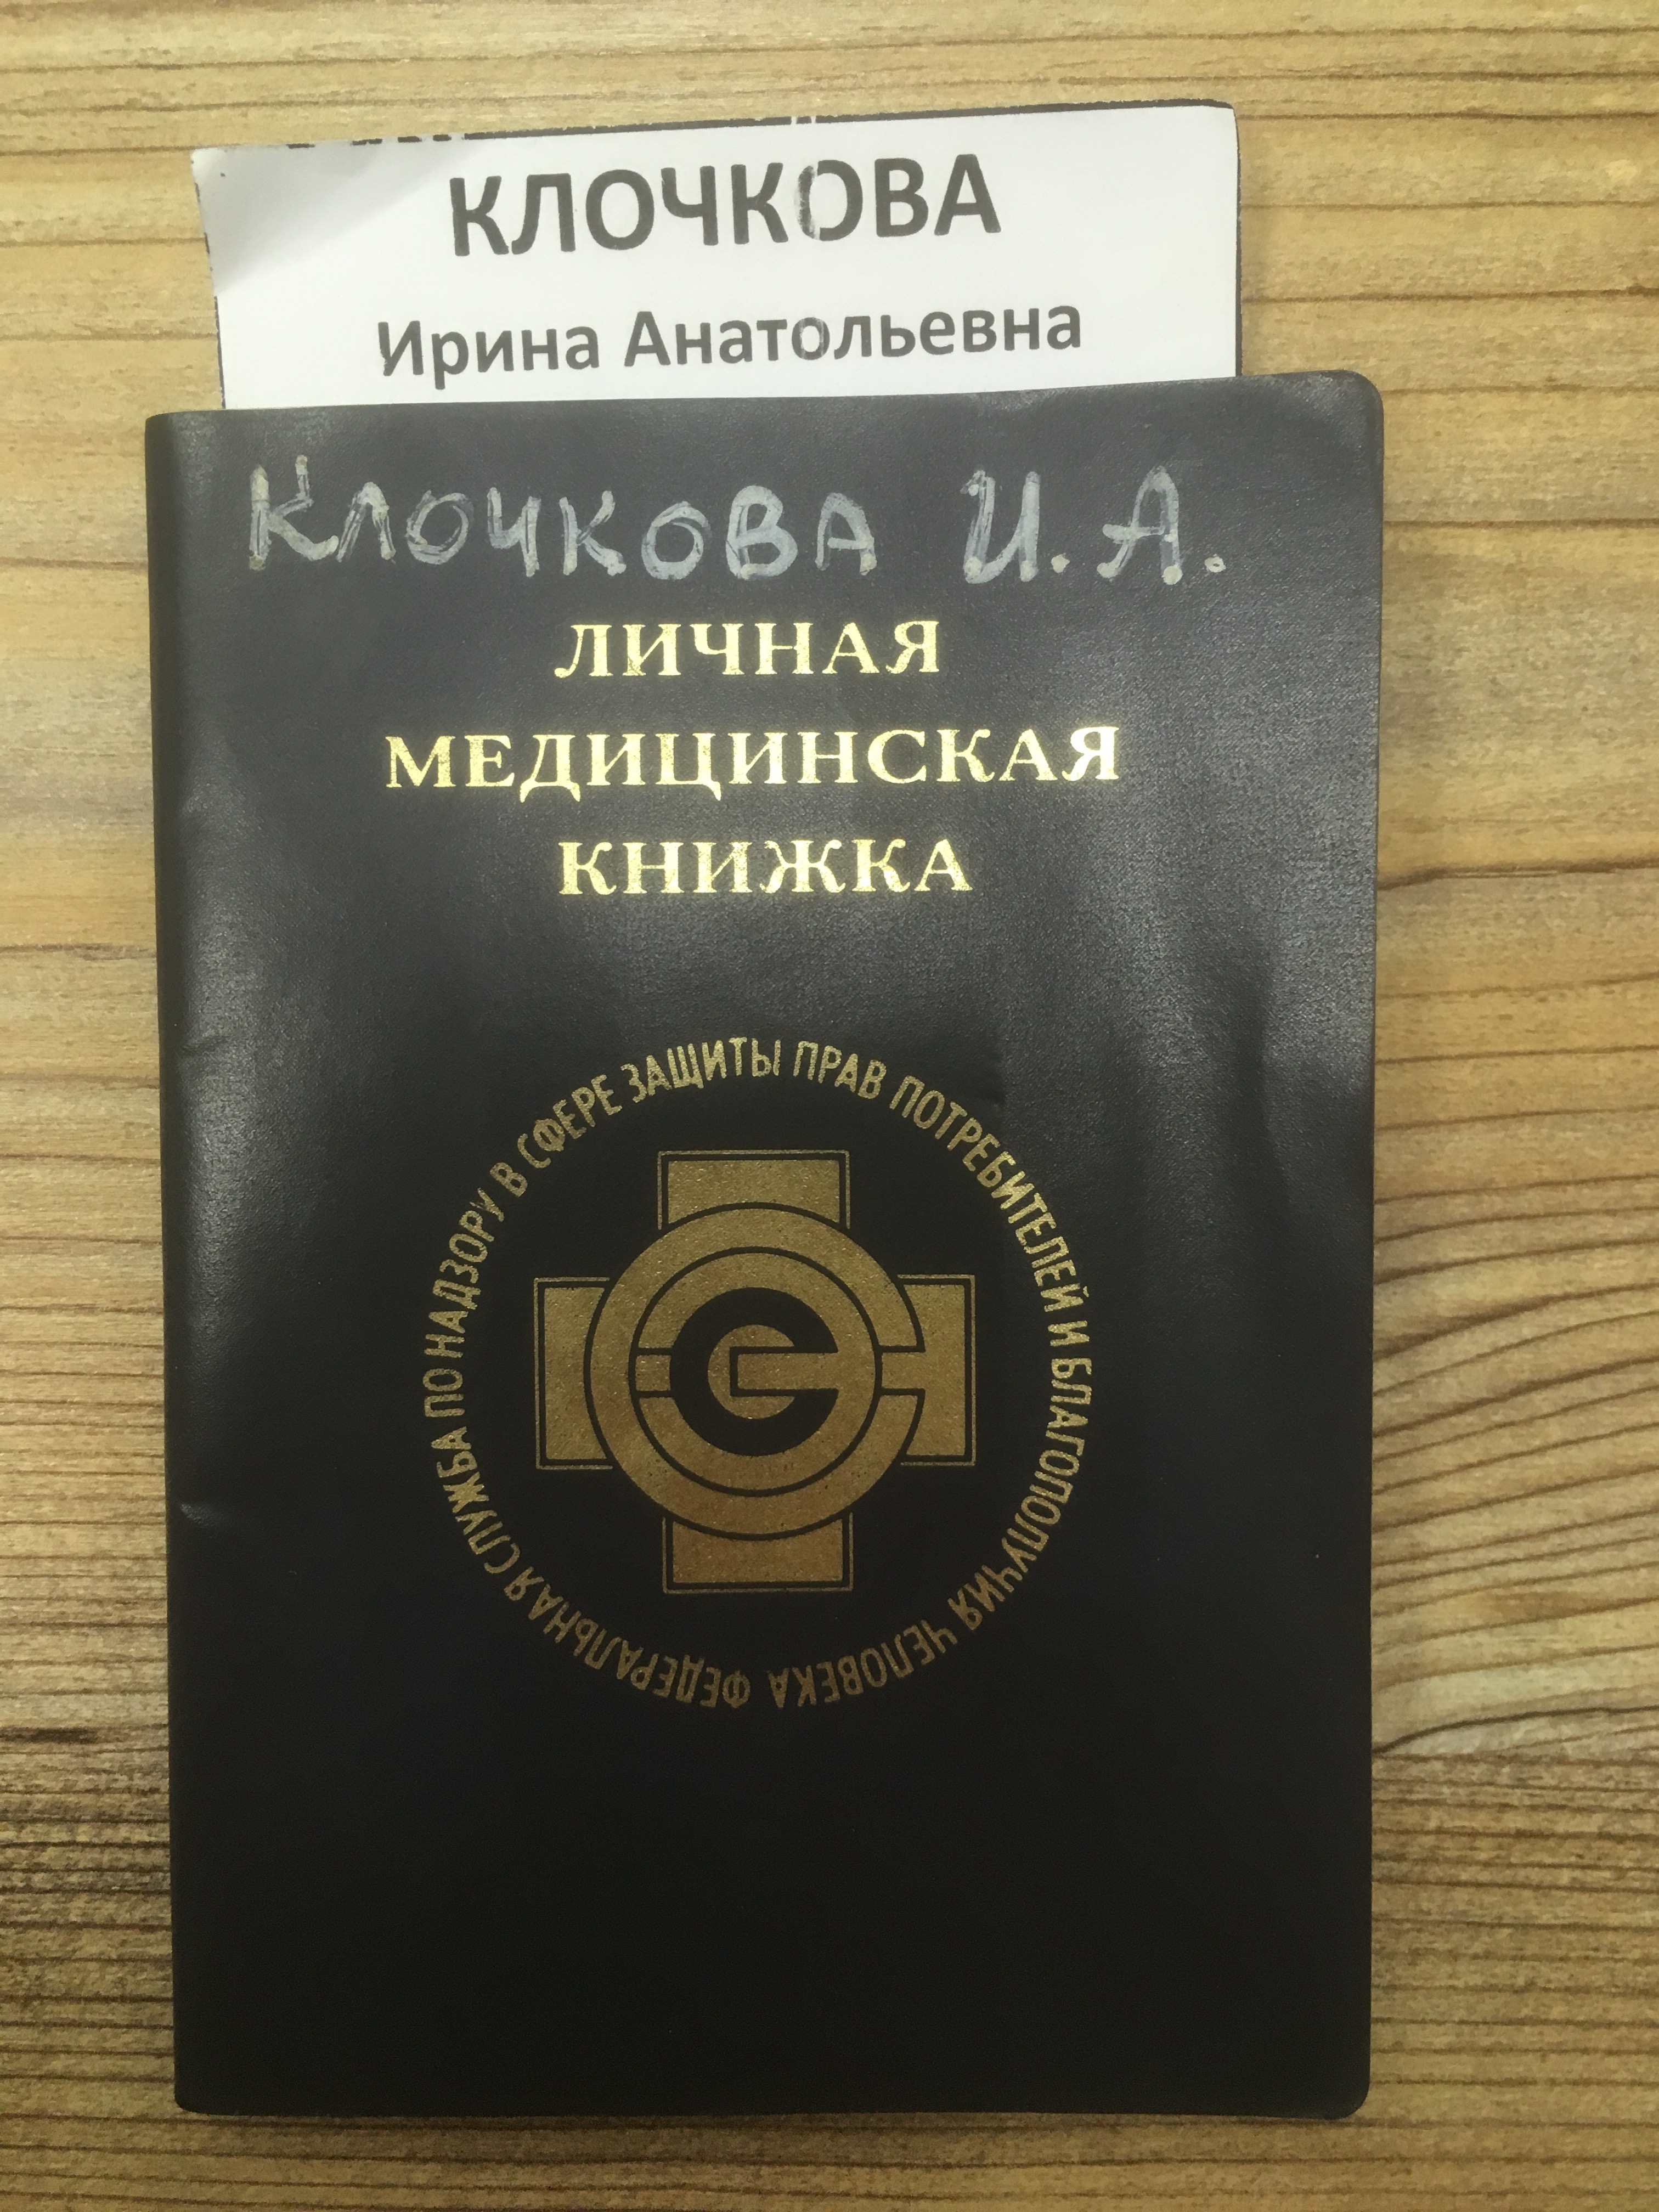 КЛОЧКОВА
Ирина Анатольевна
Клочкова И.А.
ЛИЧНАЯ
МЕДИЦИНСКАЯ
КНИЖКА
ФЕДЕРАЛЬНАЯ СЛУЖБА ПО НАДЗОРУ В СФЕРЕ ЗАЩИТЫ ПРАВ ПОТРЕБИТЕЛЕЙ И БЛАГОПОЛУЧИЯ ЧЕЛОВЕКА